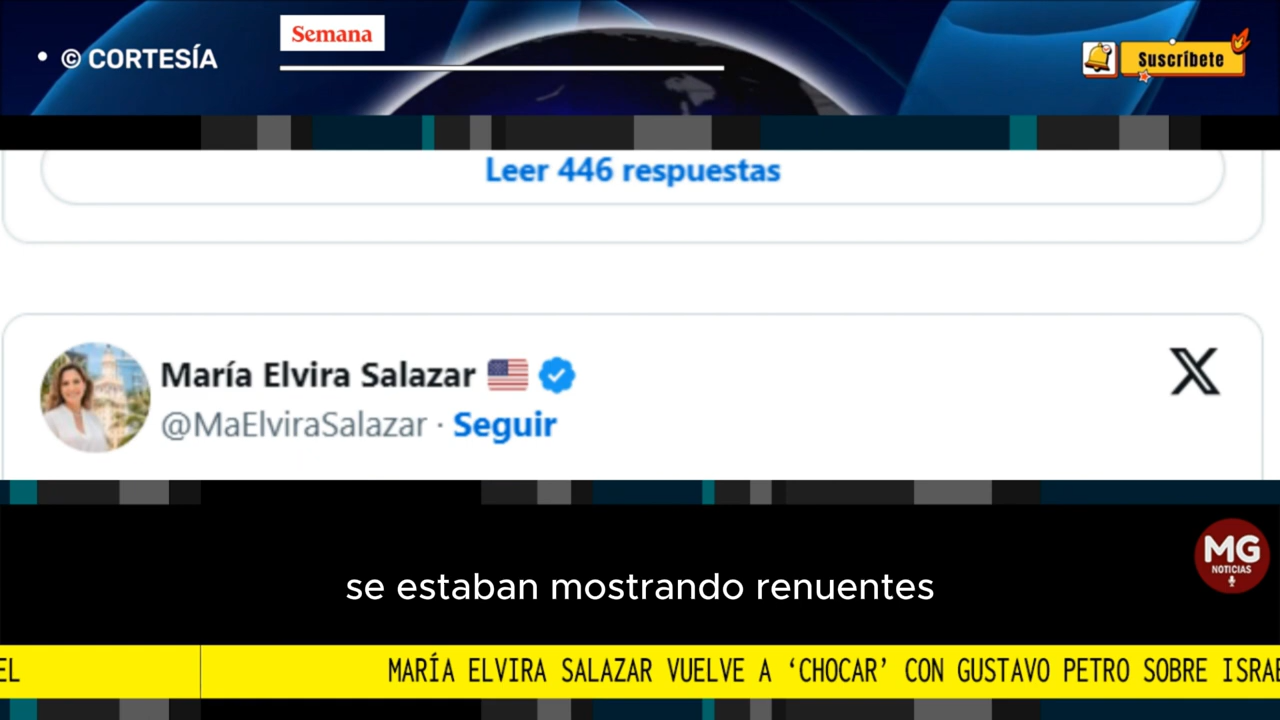 • © CORTESÍA
Semana
Suscríbete
Leer 446 respuestas
María Elvira Salazar
@MaElviraSalazar · Seguir
se estaban mostrando renuentes
MG
NOTICIAS
EL
MARÍA ELVIRA SALAZAR VUELVE A ‘CHOCAR’ CON GUSTAVO PETRO SOBRE ISRAE